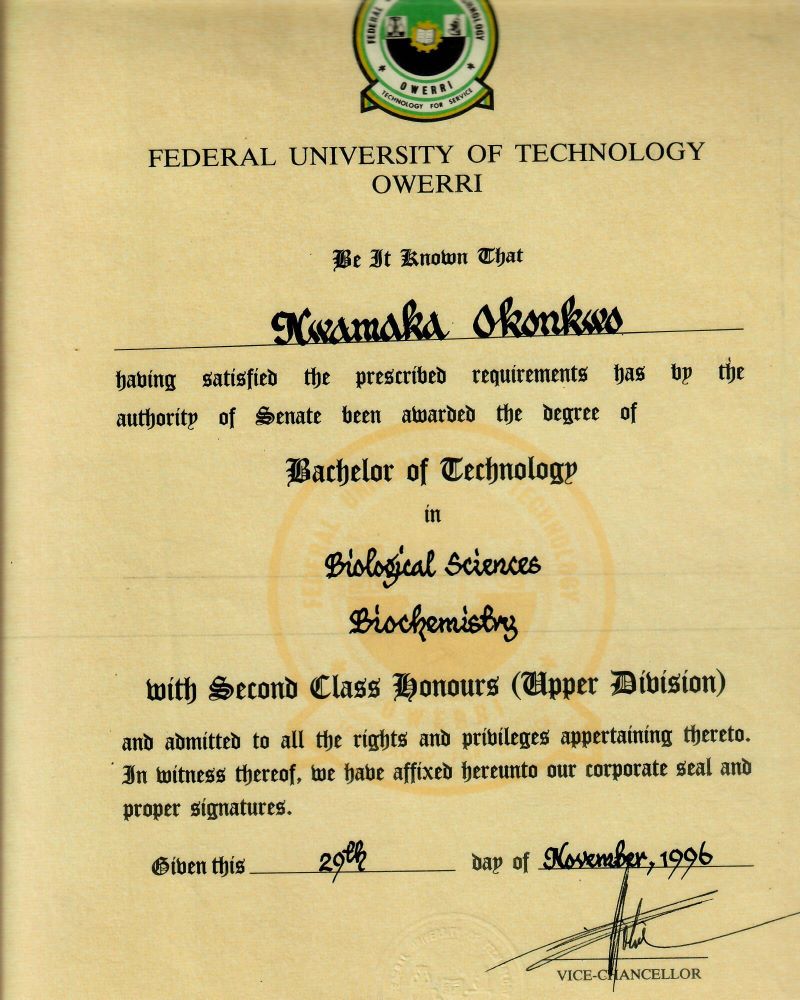 FEDERAL UNIVERSITY OF TECHNOLOGY
OWERRI
TECHNOLOGY FOR SERVICE
FEDERAL UNIVERSITY OF TECHNOLOGY
OWERRI
Be It Known That
Nwamaka Okonkwo
having satisfied the prescribed requirements has by the
authority of Senate been awarded the degree of
Bachelor of Technology
in
Biological Sciences
Biochemistry
with Second Class Honours (Upper Division)
and admitted to all the rights and privileges appertaining thereto.
In witness thereof, we have affixed hereunto our corporate seal and
proper signatures.
Given this 29th day of November, 1996
VICE-CHANCELLOR